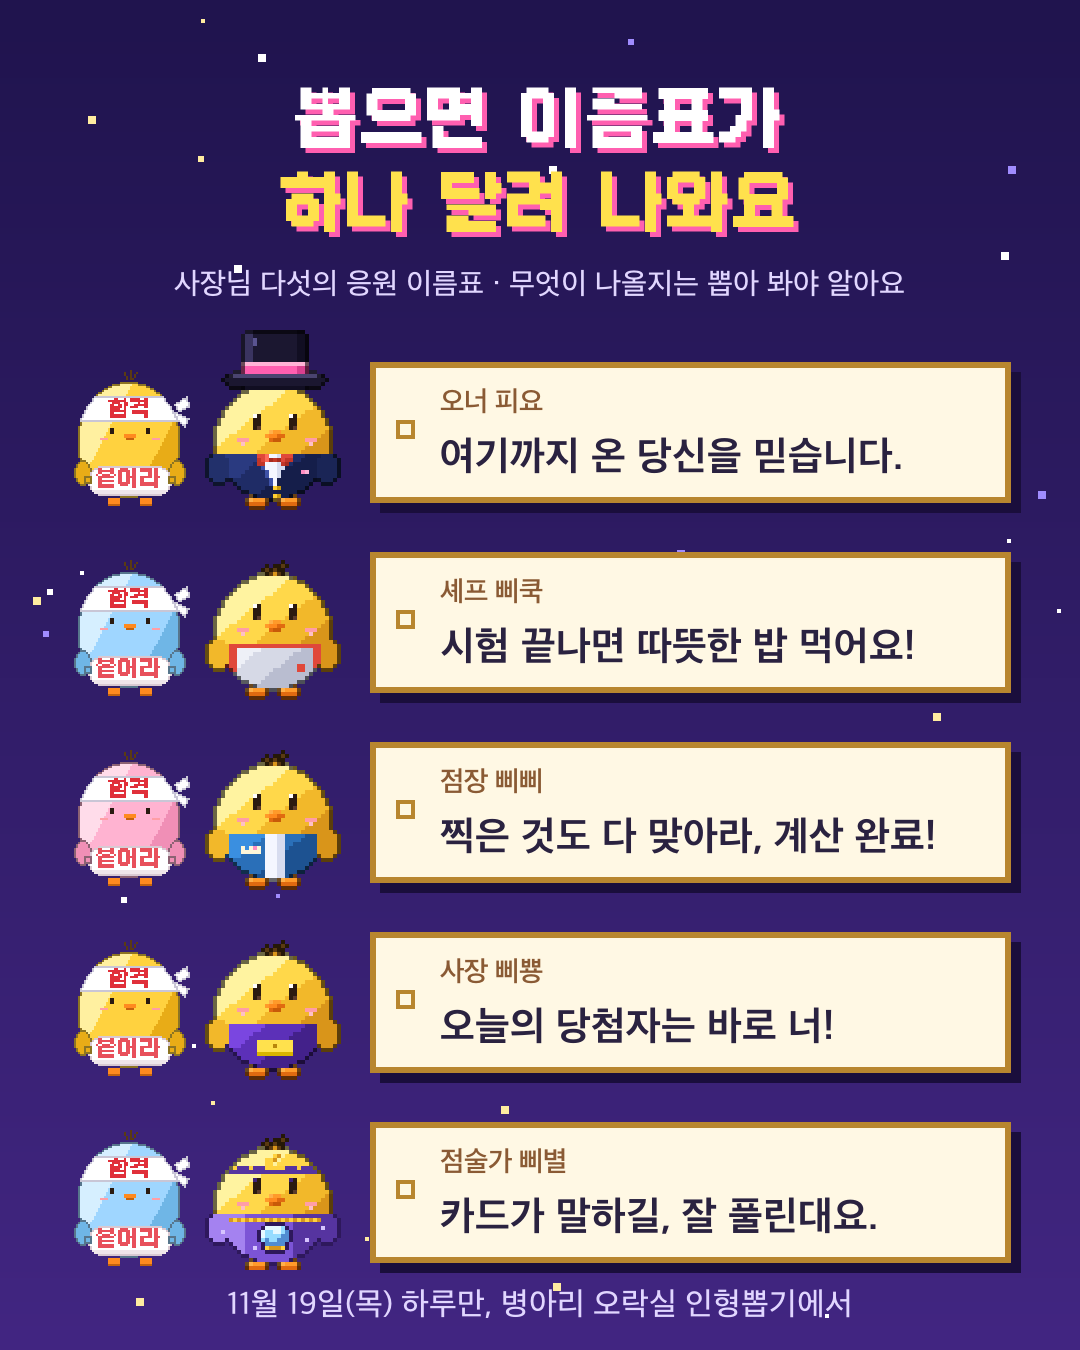 뽑으면 이름표가
하나 달려 나와요
사장님 다섯의 응원 이름표 · 무엇이 나올지는 뽑아 봐야 알아요
합격
붙어라
오너 피요
여기까지 온 당신을 믿습니다.
합격
붙어라
셰프 삐쿡
시험 끝나면 따뜻한 밥 먹어요!
합격
붙어라
점장 삐삐
찍은 것도 다 맞아라, 계산 완료!
합격
붙어라
사장 삐뿅
오늘의 당첨자는 바로 너!
합격
붙어라
점술가 삐별
카드가 말하길, 잘 풀린대요.
11월 19일(목) 하루만, 병아리 오락실 인형뽑기에서